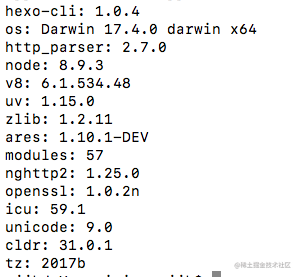 hexo-cli: 1.0.4
os: Darwin 17.4.0 darwin x64
http_parser: 2.7.0
node: 8.9.3
v8: 6.1.534.48
uv: 1.15.0
zlib: 1.2.11
ares: 1.10.1-DEV
modules: 57
nghttp2: 1.25.0
openssl: 1.0.2n
icu: 59.1
unicode: 9.0
cldr: 31.0.1
tz: 2017b
@稀土掘金技术社区